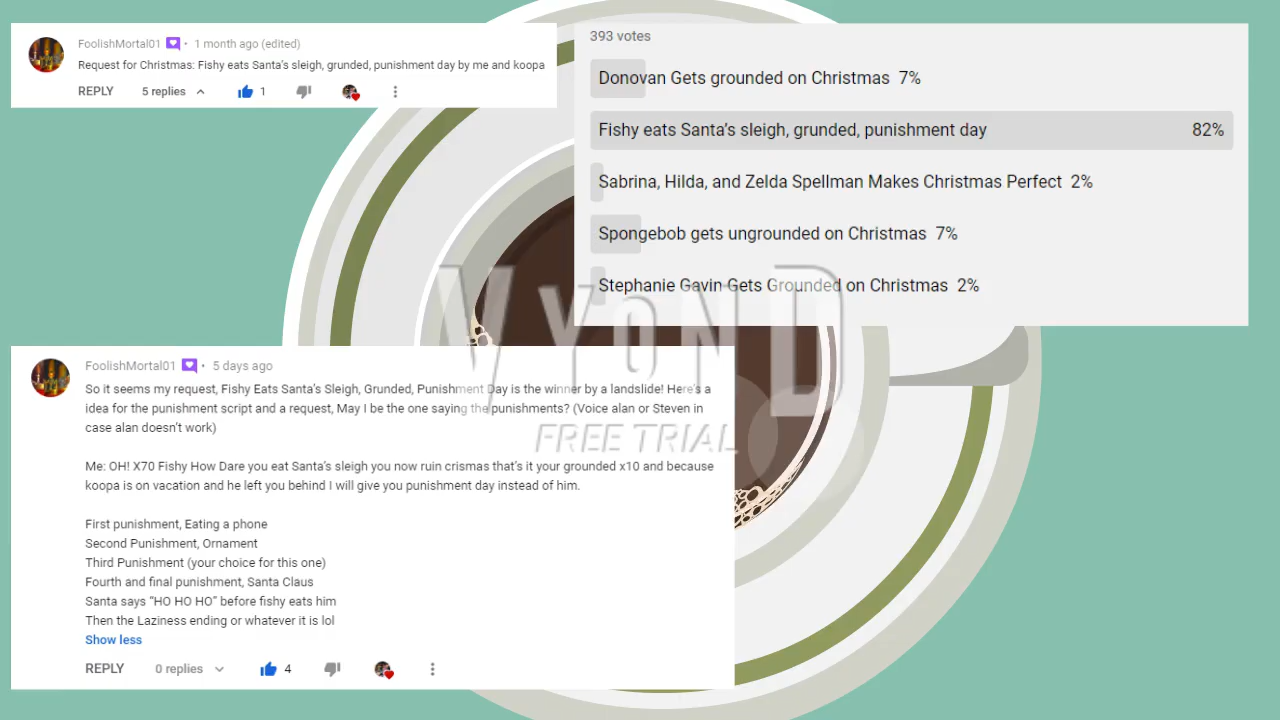 FoolishMortal01 • 1 month ago (edited)
Request for Christmas: Fishy eats Santa's sleigh, grunded, punishment day by me and koopa
REPLY 5 replies 1
393 votes
Donovan Gets grounded on Christmas 7%
Fishy eats Santa's sleigh, grunded, punishment day 82%
Sabrina, Hilda, and Zelda Spellman Makes Christmas Perfect 2%
Spongebob gets ungrounded on Christmas 7%
Stephanie Gavin Gets Grounded on Christmas 2%
VYOND
FREE TRIAL
FoolishMortal01 • 5 days ago
So it seems my request, Fishy Eats Santa's Sleigh, Grunded, Punishment Day is the winner by a landslide! Here's a
idea for the punishment script and a request, May I be the one saying the punishments? (Voice alan or Steven in
case alan doesn't work)
Me: OH! X70 Fishy How Dare you eat Santa's sleigh you now ruin crismas that's it your grounded x10 and because
koopa is on vacation and he left you behind I will give you punishment day instead of him.
First punishment, Eating a phone
Second Punishment, Ornament
Third Punishment (your choice for this one)
Fourth and final punishment, Santa Claus
Santa says "HO HO HO" before fishy eats him
Then the Laziness ending or whatever it is lol
Show less
REPLY 0 replies 4